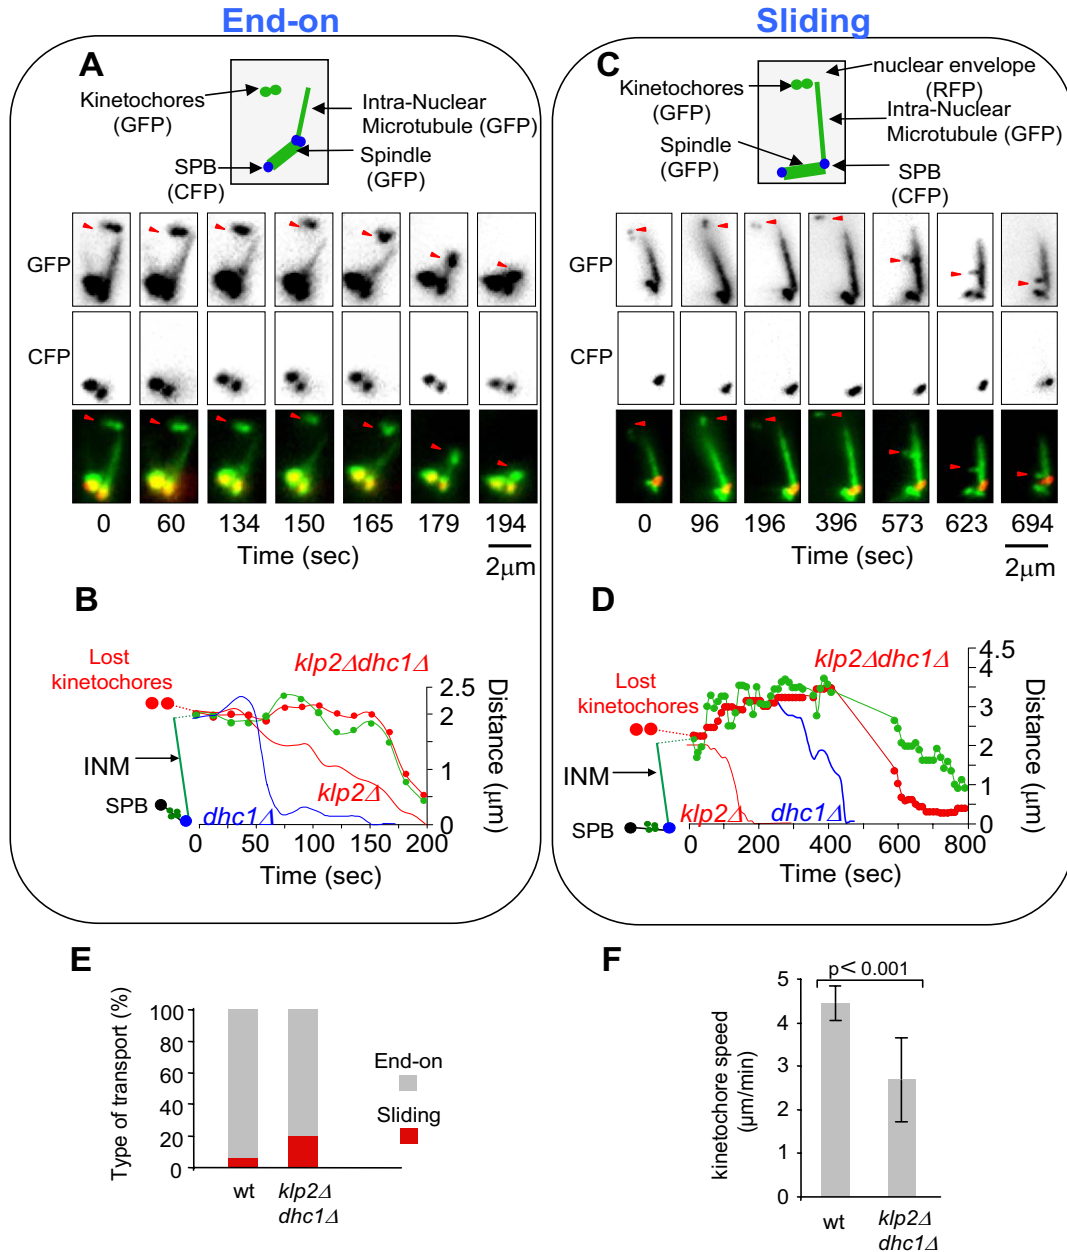 End-on
A
Kinetochores
(GFP)
Intra-Nuclear
Microtubule (GFP)
SPB
(CFP)
Spindle
(GFP)
GFP
CFP
0 60 134 150 165 179 194
Time (sec)
2μm
B
Lost
kinetochores
klp2Δdhc1Δ
INM
SPB
dhc1Δ
klp2Δ
2.5
2
1
0
Distance (μm)
0 50 100 150 200
Time (sec)
Sliding
C
nuclear envelope
(RFP)
Kinetochores
(GFP)
Intra-Nuclear
Microtubule (GFP)
Spindle
(GFP)
SPB
(CFP)
GFP
CFP
0 96 196 396 573 623 694
Time (sec)
2μm
D
Lost
kinetochores
klp2Δdhc1Δ
INM
SPB
klp2Δ
dhc1Δ
4.5
4
3
2
1
0
Distance (μm)
0 200 400 600 800
Time (sec)
E
Type of transport (%)
100
80
60
40
20
0
wt
klp2Δ
dhc1Δ
End-on
Sliding
F
p< 0.001
kinetochore speed
(μm/min)
5
4
3
2
4
0
wt
klp2Δ
dhc1Δ